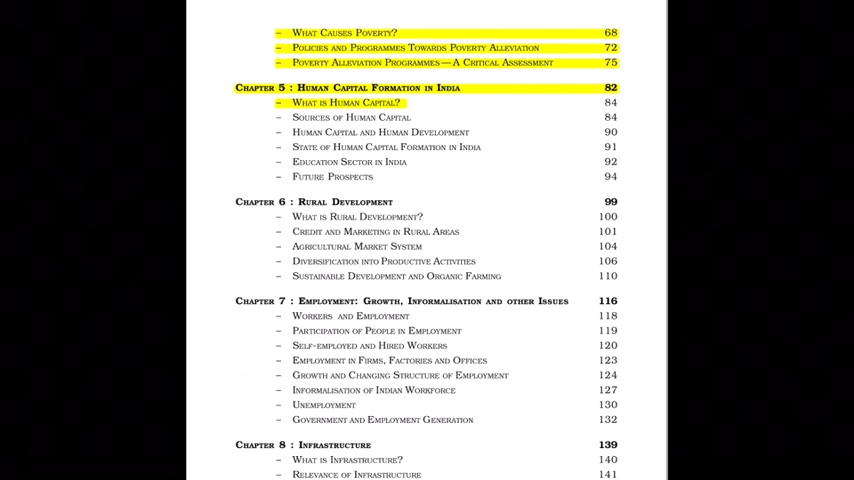 – What Causes Poverty? 68
– Policies and Programmes Towards Poverty Alleviation 72
– Poverty Alleviation Programmes — A Critical Assessment 75
Chapter 5 : Human Capital Formation in India 82
– What is Human Capital? 84
– Sources of Human Capital 84
– Human Capital and Human Development 90
– State of Human Capital Formation in India 91
– Education Sector in India 92
– Future Prospects 94
Chapter 6 : Rural Development 99
– What is Rural Development? 100
– Credit and Marketing in Rural Areas 101
– Agricultural Market System 104
– Diversification into Productive Activities 106
– Sustainable Development and Organic Farming 110
Chapter 7 : Employment: Growth, Informalisation and other Issues 116
– Workers and Employment 118
– Participation of People in Employment 119
– Self-employed and Hired Workers 120
– Employment in Firms, Factories and Offices 123
– Growth and Changing Structure of Employment 124
– Informalisation of Indian Workforce 127
– Unemployment 130
– Government and Employment Generation 132
Chapter 8 : Infrastructure 139
– What is Infrastructure? 140
– Relevance of Infrastructure 141